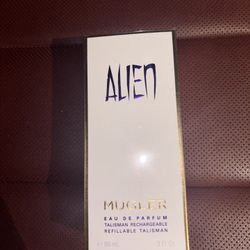 ALIEN
MUGLER
EAU DE PARFUM
TALISMAN RECHARGEABLE
REFILLABLE TALISMAN